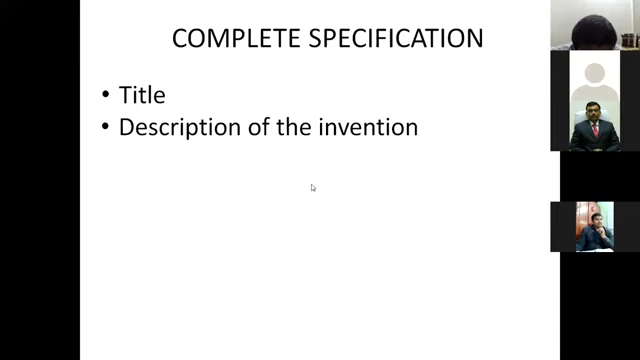 COMPLETE SPECIFICATION
• Title
• Description of the invention